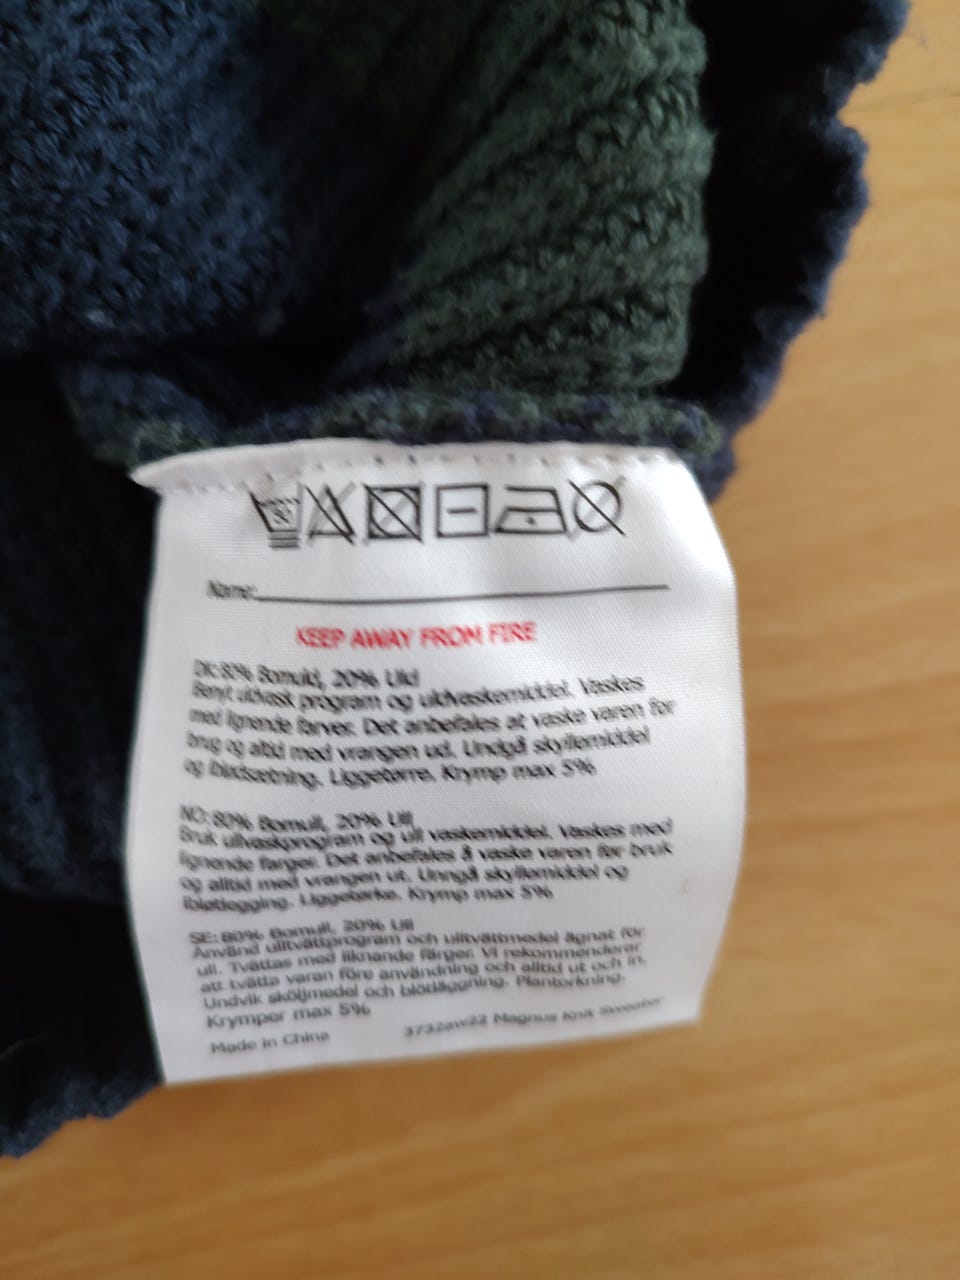 30
Name:
KEEP AWAY FROM FIRE
DK: 80% Bomuld, 20% Uld
Benyt uldvask program og uldvaskemiddel. Vaskes
med lignende farver. Det anbefales at vaske varen før
brug og altid med vrangen ud. Undgå skyllemiddel
og iblødsætning. Liggetørre. Krymp max 5%
NO: 80% Bomull, 20% Ull
Bruk ullvaskprogram og ull vaskemiddel. Vaskes med
lignende farger. Det anbefales å vaske varen før bruk
og alltid med vrangen ut. Unngå skyllemiddel og
ibløtlegging. Liggetørke. Krymp max 5%
SE: 80% Bomull, 20% Ull
Använd ulltvättprogram och ulltvättmedel ägnat för
ull. Tvättas med liknande färger. Vi rekommenderar
att tvätta varan före användning och alltid ut och in.
Undvik sköljmedel och blötläggning. Plantorkning.
Krymper max 5%
Made in China 3732aw22 Magnus Knit Sweater